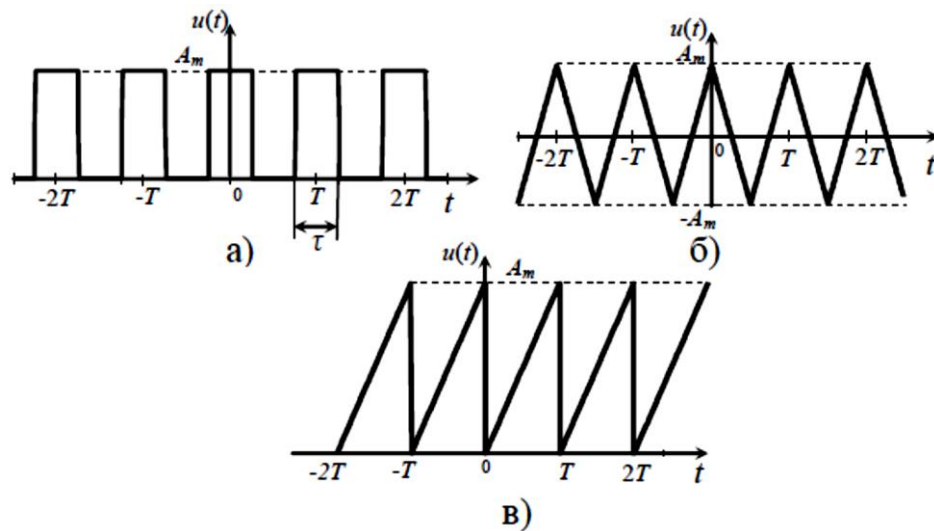 u(t)
A_m
-2T -T 0 T 2T t
τ
а)
u(t)
A_m
-2T -T 0 T 2T t
-A_m
б)
u(t) A_m
-2T -T 0 T 2T t
в)